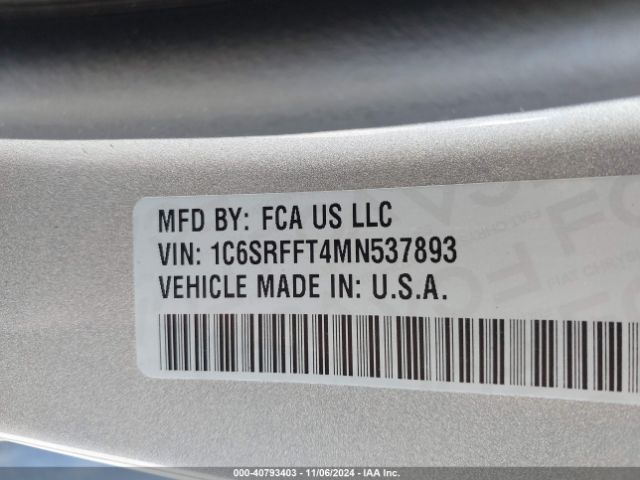 MFD BY: FCA US LLC
VIN: 1C6SRFFT4MN537893
VEHICLE MADE IN: U.S.A.
000-40793403 - 11/06/2024 - IAA Inc.